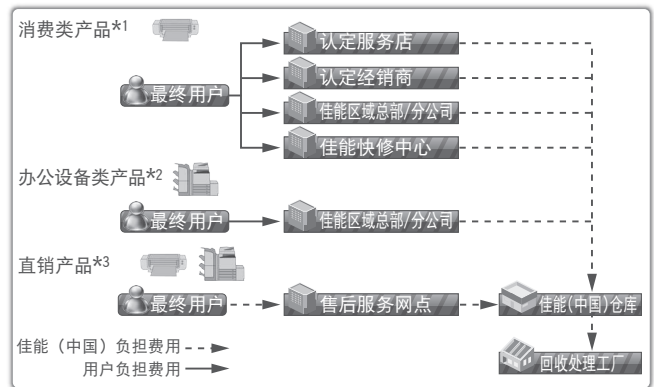 消费类产品*1
认定服务店
认定经销商
最终用户
佳能区域总部/分公司
佳能快修中心
办公设备类产品*2
最终用户
佳能区域总部/分公司
直销产品*3
最终用户
售后服务网点
佳能(中国)仓库
佳能（中国）负担费用
用户负担费用
回收处理工厂